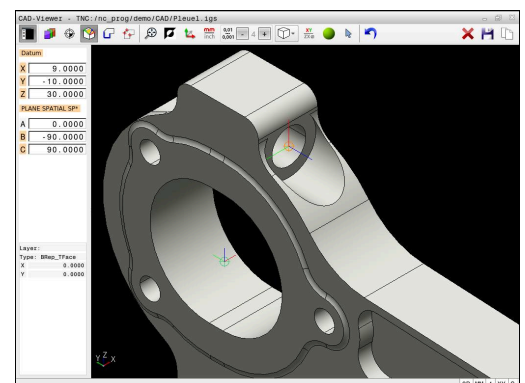 CAD-Viewer - TNC:/nc_prog/demo/CAD/Pleuel.igs
mm
inch
0,01
0,001
4
XY
Datum
X 9.0000
Y -10.0000
Z 30.0000
PLANE SPATIAL SP*
A 0.0000
B -90.0000
C 90.0000
Layer:
Type: BRep_TFace
X 0.0000
Y 0.0000
Y Z X